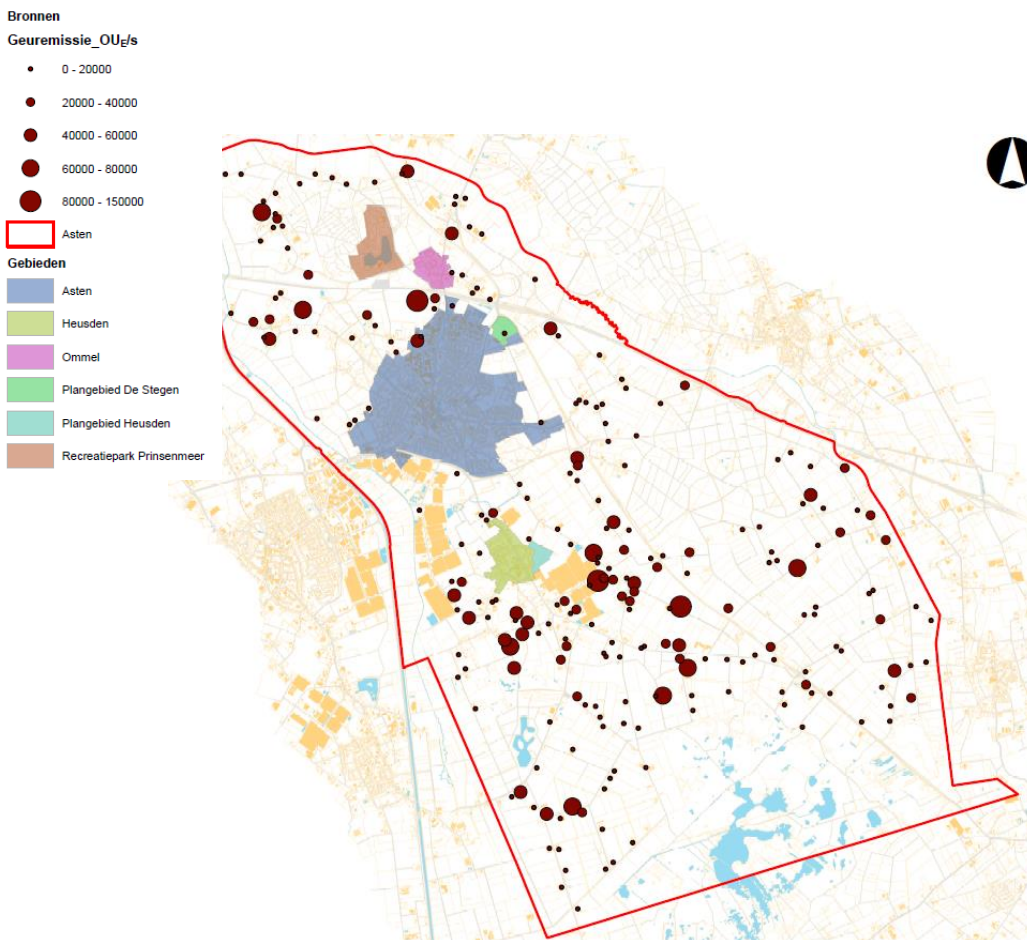 Bronnen
Geuremissie_OUE/s
0 - 20000
20000 - 40000
40000 - 60000
60000 - 80000
80000 - 150000
Asten
Gebieden
Asten
Heusden
Ommel
Plangebied De Stegen
Plangebied Heusden
Recreatiepark Prinsenmeer